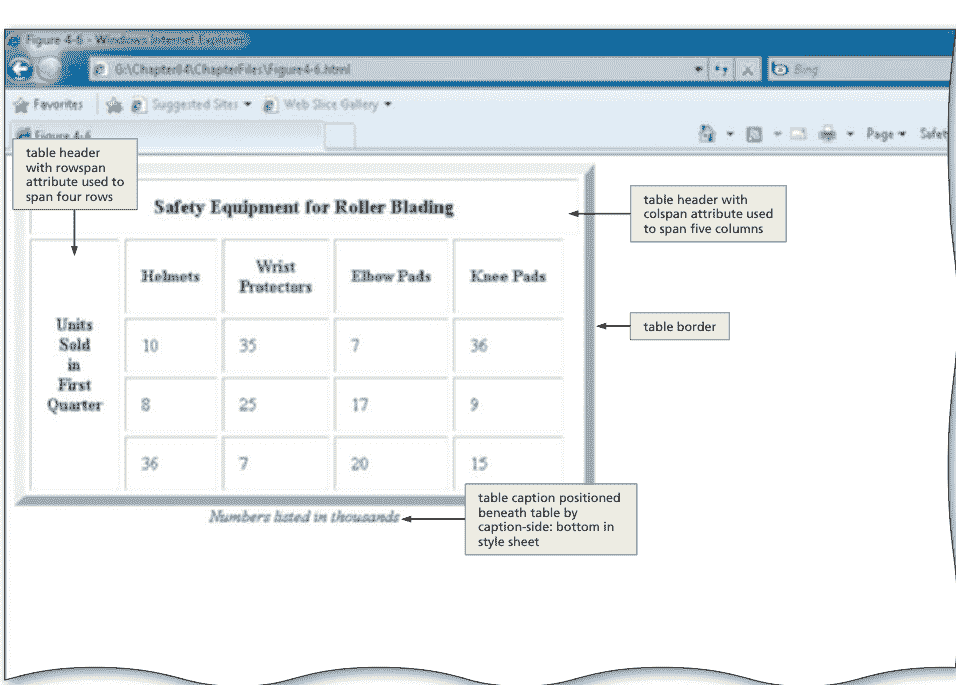 Figure 4-6 - Windows Internet Explorer
G:\Chapter04\ChapterFiles\Figure4-6.html
Bing
Favorites
Suggested Sites
Web Slice Gallery
Figure 4-6
Page
Safet
table header
with rowspan
attribute used to
span four rows
Safety Equipment for Roller Blading
table header with
colspan attribute used
to span five columns
Helmets
Wrist
Protectors
Elbow Pads
Knee Pads
table border
Units
Sold
in
First
Quarter
10
35
7
36
8
25
17
9
36
7
20
15
Numbers listed in thousands
table caption positioned
beneath table by
caption-side: bottom in
style sheet